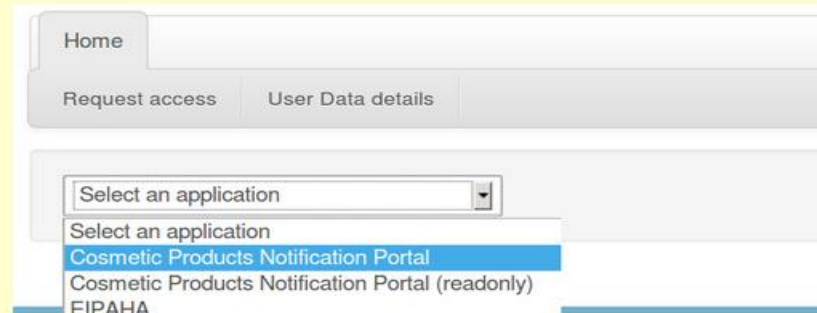 Home
Request access User Data details
Select an application
Select an application
Cosmetic Products Notification Portal
Cosmetic Products Notification Portal (readonly)
EIPAHA